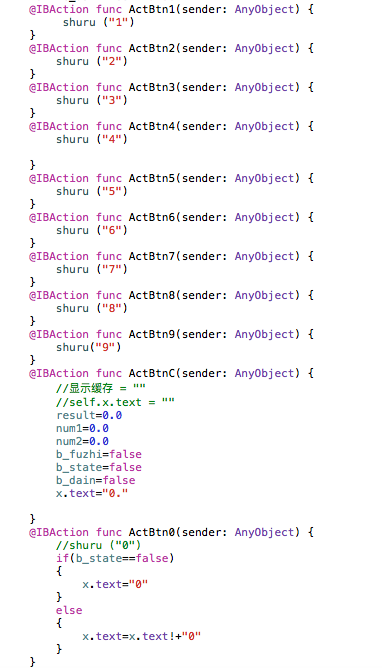 @IBAction func ActBtn1(sender: AnyObject) {
     shuru ("1")
}
@IBAction func ActBtn2(sender: AnyObject) {
    shuru ("2")
}
@IBAction func ActBtn3(sender: AnyObject) {
    shuru ("3")
}
@IBAction func ActBtn4(sender: AnyObject) {
    shuru ("4")

}
@IBAction func ActBtn5(sender: AnyObject) {
    shuru ("5")
}
@IBAction func ActBtn6(sender: AnyObject) {
    shuru ("6")
}
@IBAction func ActBtn7(sender: AnyObject) {
    shuru ("7")
}
@IBAction func ActBtn8(sender: AnyObject) {
    shuru ("8")
}
@IBAction func ActBtn9(sender: AnyObject) {
    shuru("9")
}
@IBAction func ActBtnC(sender: AnyObject) {
    //显示缓存 = ""
    //self.x.text = ""
    result=0.0
    num1=0.0
    num2=0.0
    b_fuzhi=false
    b_state=false
    b_dain=false
    x.text="0."

}
@IBAction func ActBtn0(sender: AnyObject) {
    //shuru ("0")
    if(b_state==false)
    {
        x.text="0"
    }
    else
    {
        x.text=x.text!+"0"
    }
}